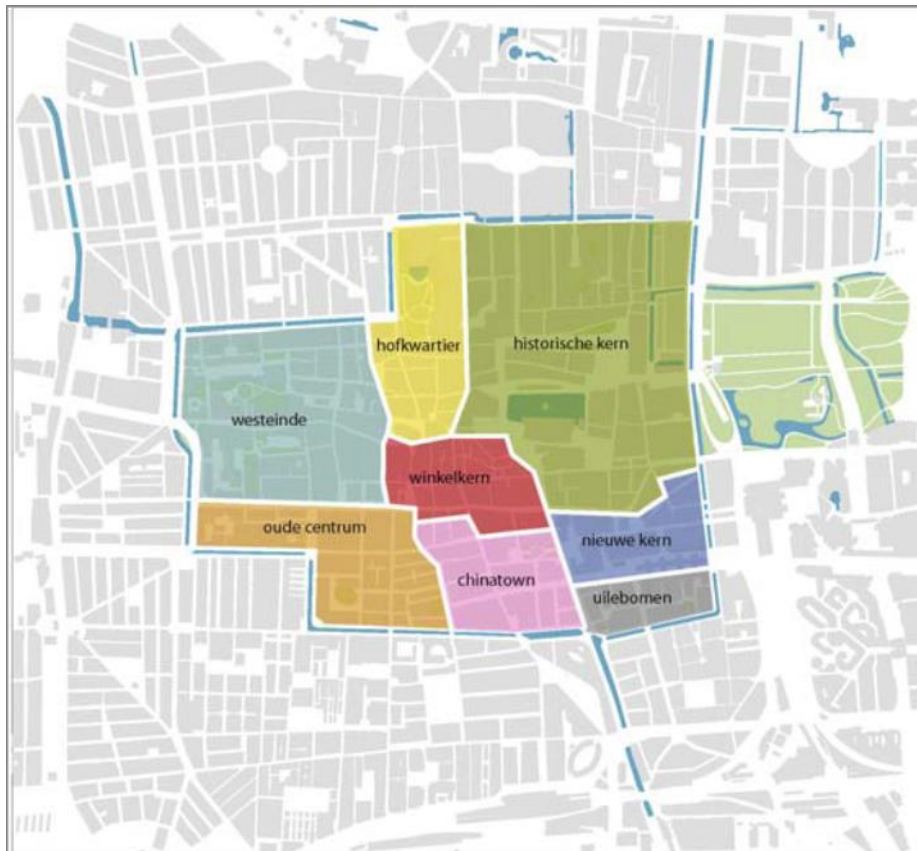 hofkwartier
historische kern
westeinde
winkelkern
oude centrum
nieuwe kern
chinatown
uilebomen